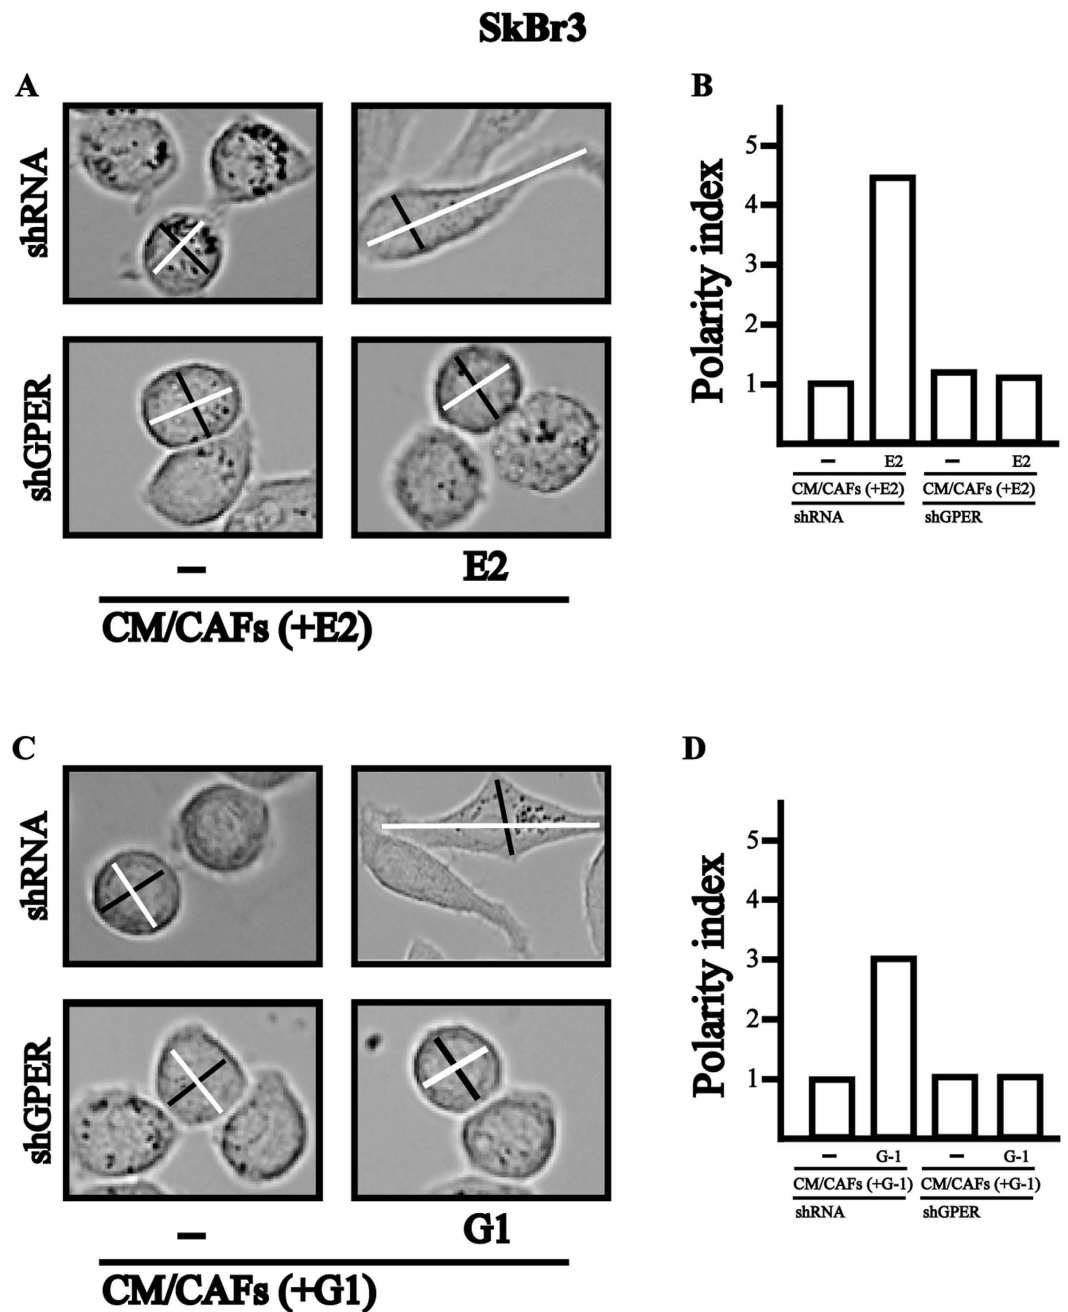 SkBr3
A
shRNA
shGPER
–
E2
CM/CAFs (+E2)
B
Polarity index
5
4
3
2
1
– E2 – E2
CM/CAFs (+E2) CM/CAFs (+E2)
shRNA shGPER
C
shRNA
shGPER
–
G1
CM/CAFs (+G1)
D
Polarity index
5
4
3
2
1
– G-1 – G-1
CM/CAFs (+G-1) CM/CAFs (+G-1)
shRNA shGPER